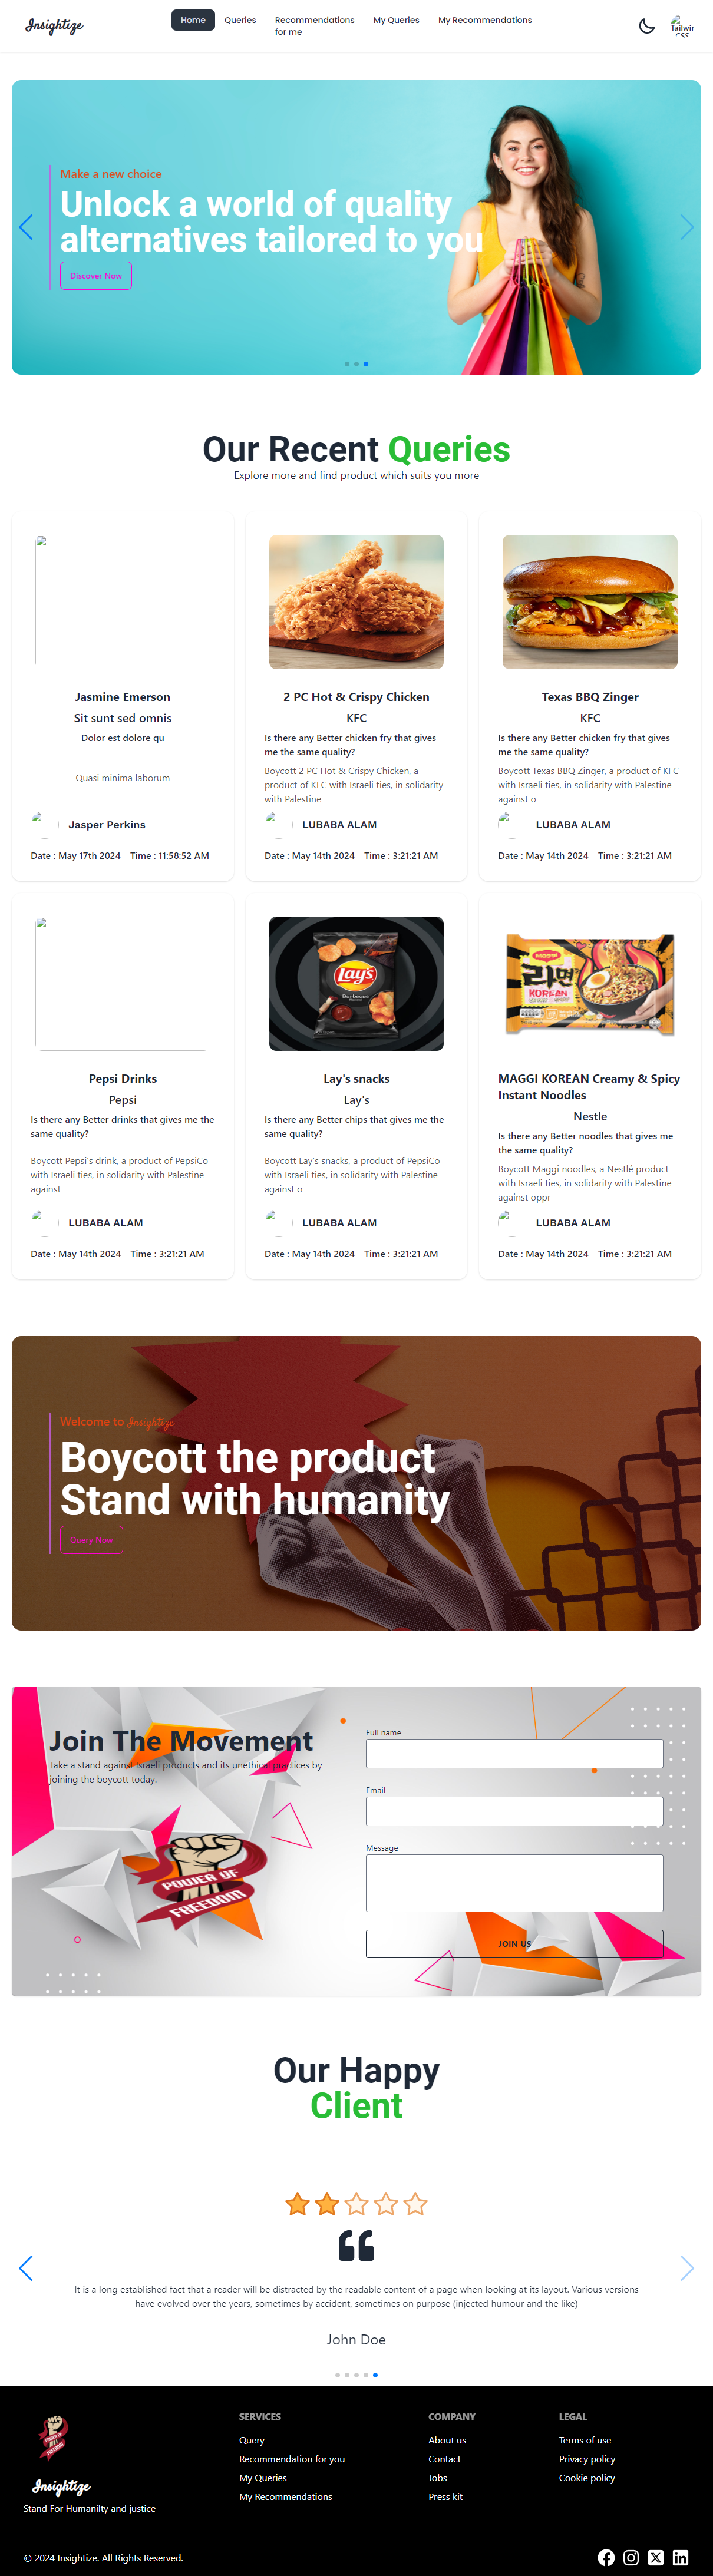 Insightize
Home
Queries
Recommendations
for me
My Queries
My Recommendations
Tailwin
CSS
Make a new choice
Unlock a world of quality
alternatives tailored to you
Discover Now
Our Recent Queries
Explore more and find product which suits you more
Jasmine Emerson
Sit sunt sed omnis
Dolor est dolore qu
Quasi minima laborum
Jasper Perkins
Date : May 17th 2024 Time : 11:58:52 AM
2 PC Hot & Crispy Chicken
KFC
Is there any Better chicken fry that gives
me the same quality?
Boycott 2 PC Hot & Crispy Chicken, a
product of KFC with Israeli ties, in solidarity
with Palestine
LUBABA ALAM
Date : May 14th 2024 Time : 3:21:21 AM
Texas BBQ Zinger
KFC
Is there any Better chicken fry that gives
me the same quality?
Boycott Texas BBQ Zinger, a product of KFC
with Israeli ties, in solidarity with Palestine
against o
LUBABA ALAM
Date : May 14th 2024 Time : 3:21:21 AM
Pepsi Drinks
Pepsi
Is there any Better drinks that gives me the
same quality?
Boycott Pepsi's drink, a product of PepsiCo
with Israeli ties, in solidarity with Palestine
against
LUBABA ALAM
Date : May 14th 2024 Time : 3:21:21 AM
Lay's
Barbecue
Lay's snacks
Lay's
Is there any Better chips that gives me the
same quality?
Boycott Lay's snacks, a product of PepsiCo
with Israeli ties, in solidarity with Palestine
against o
LUBABA ALAM
Date : May 14th 2024 Time : 3:21:21 AM
MAGGI
라면
KOREAN
MAGGI KOREAN Creamy & Spicy
Instant Noodles
Nestle
Is there any Better noodles that gives me
the same quality?
Boycott Maggi noodles, a Nestlé product
with Israeli ties, in solidarity with Palestine
against oppr
LUBABA ALAM
Date : May 14th 2024 Time : 3:21:21 AM
Welcome to Insightize
Boycott the product
Stand with humanity
Query Now
Join The Movement
Take a stand against Israeli products and its unethical practices by
joining the boycott today.
POWER OF
FREEDOM
Full name
Email
Message
JOIN US
Our Happy
Client
It is a long established fact that a reader will be distracted by the readable content of a page when looking at its layout. Various versions
have evolved over the years, sometimes by accident, sometimes on purpose (injected humour and the like)
John Doe
Insightize
Stand For Humanilty and justice
SERVICES
Query
Recommendation for you
My Queries
My Recommendations
COMPANY
About us
Contact
Jobs
Press kit
LEGAL
Terms of use
Privacy policy
Cookie policy
© 2024 Insightize. All Rights Reserved.